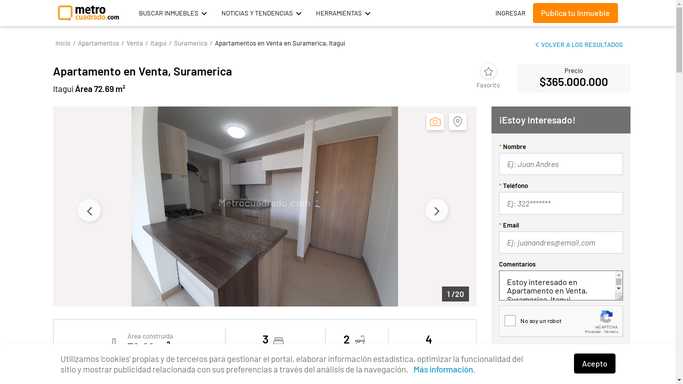 metro
cuadrado.com
BUSCAR INMUEBLES
NOTICIAS Y TENDENCIAS
HERRAMIENTAS
INGRESAR
Publica tu Inmueble
Inicio / Apartamentos / Venta / Itagui / Suramerica / Apartamentos en Venta en Suramerica, Itagui
VOLVER A LOS RESULTADOS
Apartamento en Venta, Suramerica
Itagui Área 72.69 m²
Favorito
Precio
$365.000.000
Metrocuadrado.com
1 / 20
¡Estoy Interesado!
* Nombre
Ej: Juan Andres
* Teléfono
Ej: 322*******
* Email
Ej: juanandres@email.com
Comentarios
Estoy interesado en
Apartamento en Venta,
Suramerica, Itagui
No soy un robot
reCAPTCHA
Privacidad - Términos
Área construida
3
2
4
Utilizamos 'cookies' propias y de terceros para gestionar el portal, elaborar información estadística, optimizar la funcionalidad del
sitio y mostrar publicidad relacionada con sus preferencias a través del análisis de la navegación. Más información.
Acepto